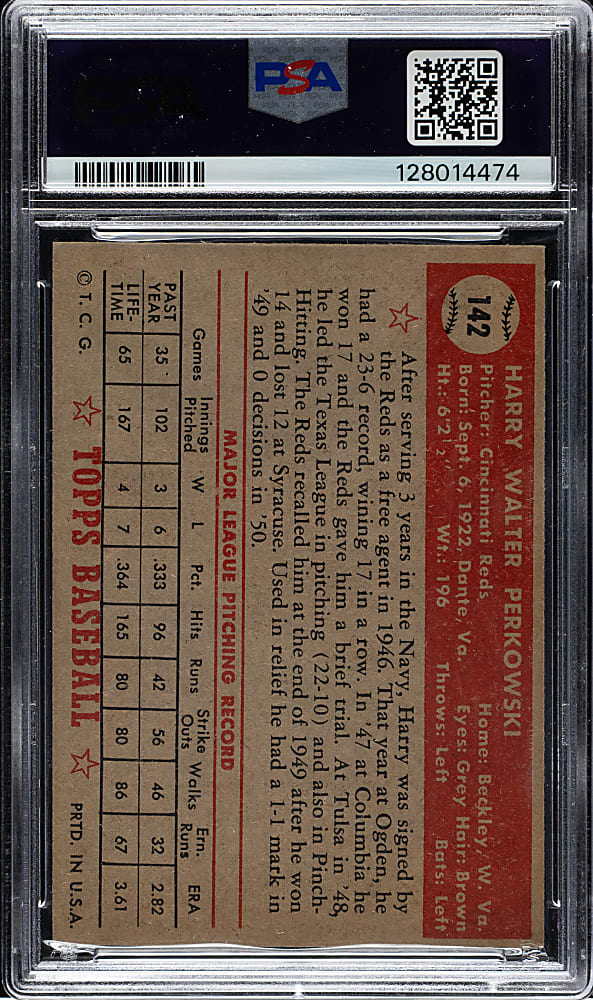 PSA
128014474
142
HARRY WALTER PERKOWSKI
Pitcher: Cincinnati Reds, Home: Beckley, W. Va.
Born: Sept. 6, 1922, Dante, Va. Eyes: Grey Hair: Brown
Ht.: 6'2½" Wt.: 196 Throws: Left Bats: Left
After serving 3 years in the Navy, Harry was signed by
the Reds as a free agent in 1946. That year at Ogden, he
had a 23-6 record, wining 17 in a row. In '47 at Columbia he
won 17 and the Reds gave him a brief trial. At Tulsa in '48,
he led the Texas League in pitching (22-10) and also in Pinch-
Hitting. The Reds recalled him at the end of 1949 after he won
14 and lost 12 at Syracuse. Used in relief he had a 1-1 mark in
'49 and 0 decisions in '50.
MAJOR LEAGUE PITCHING RECORD
Games Innings Pitched W L Pct. Hits Runs Strike Outs Walks Ern. Runs ERA
PAST YEAR 35 102 3 6 .333 96 42 56 46 32 2.82
LIFE-TIME 65 167 4 7 .364 165 80 80 86 67 3.61
© T. C. G. TOPPS BASEBALL PRTD. IN U.S.A.